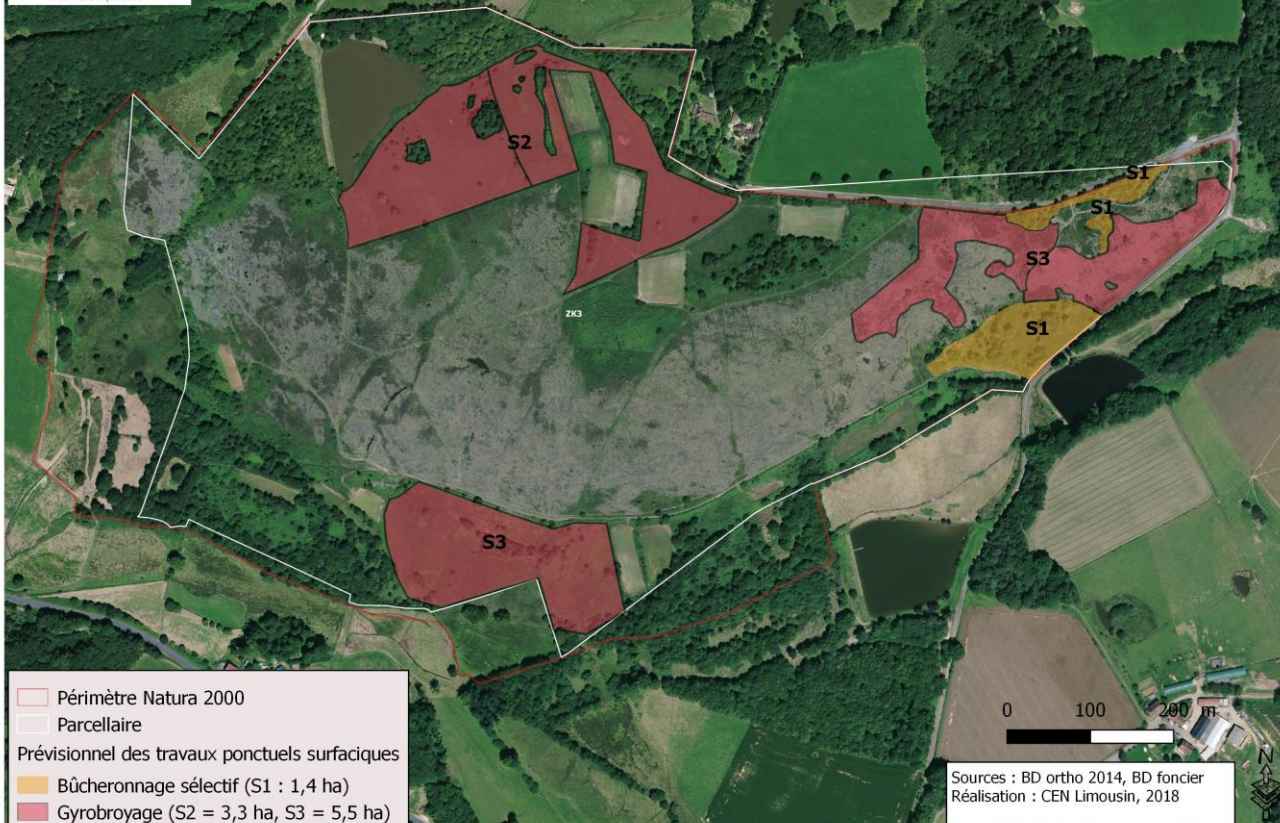 S2
S1
S1
S3
ZK3
S1
S3
Périmètre Natura 2000
Parcellaire
Prévisionnel des travaux ponctuels surfaciques
Bûcheronnage sélectif (S1 : 1,4 ha)
Gyrobroyage (S2 = 3,3 ha, S3 = 5,5 ha)
0 100 200 m
Sources : BD ortho 2014, BD foncier
Réalisation : CEN Limousin, 2018
N